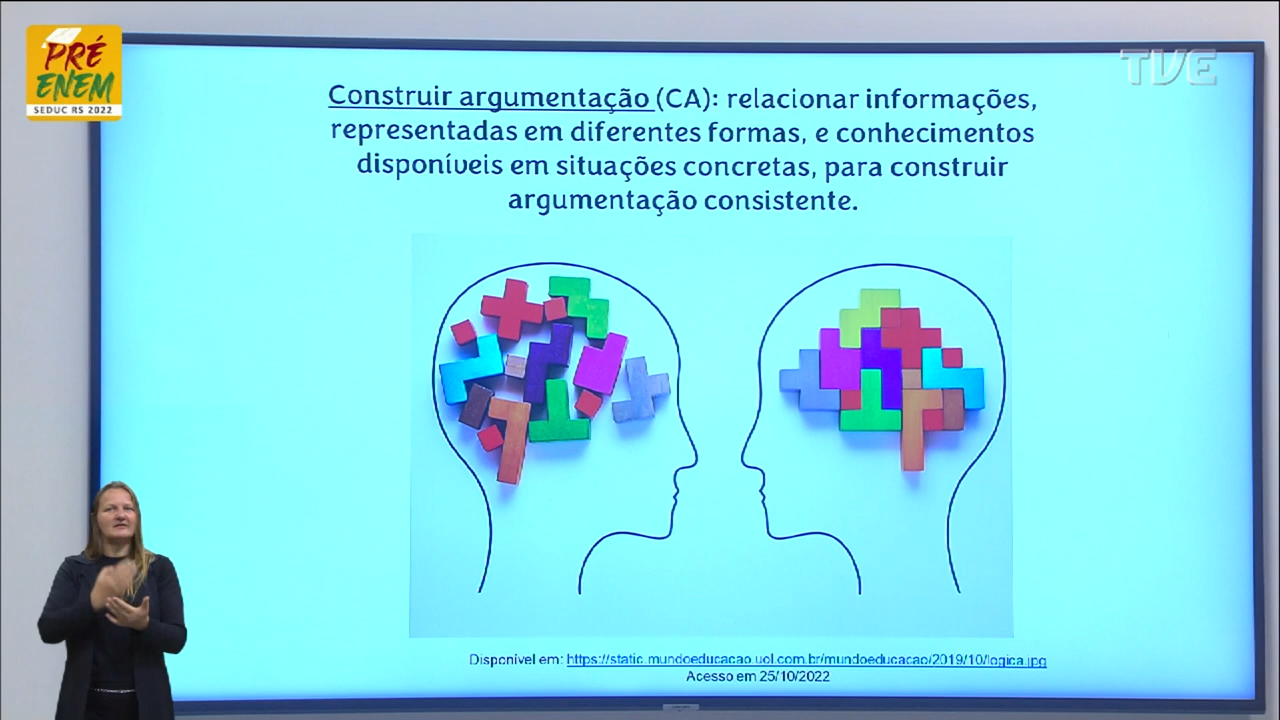 PRÉ
ENEM
SEDUC RS 2022
TVE
Construir argumentação (CA): relacionar informações,
representadas em diferentes formas, e conhecimentos
disponíveis em situações concretas, para construir
argumentação consistente.
Disponível em: https://static.mundoeducacao.uol.com.br/mundoeducacao/2019/10/logica.jpg
Acesso em 25/10/2022